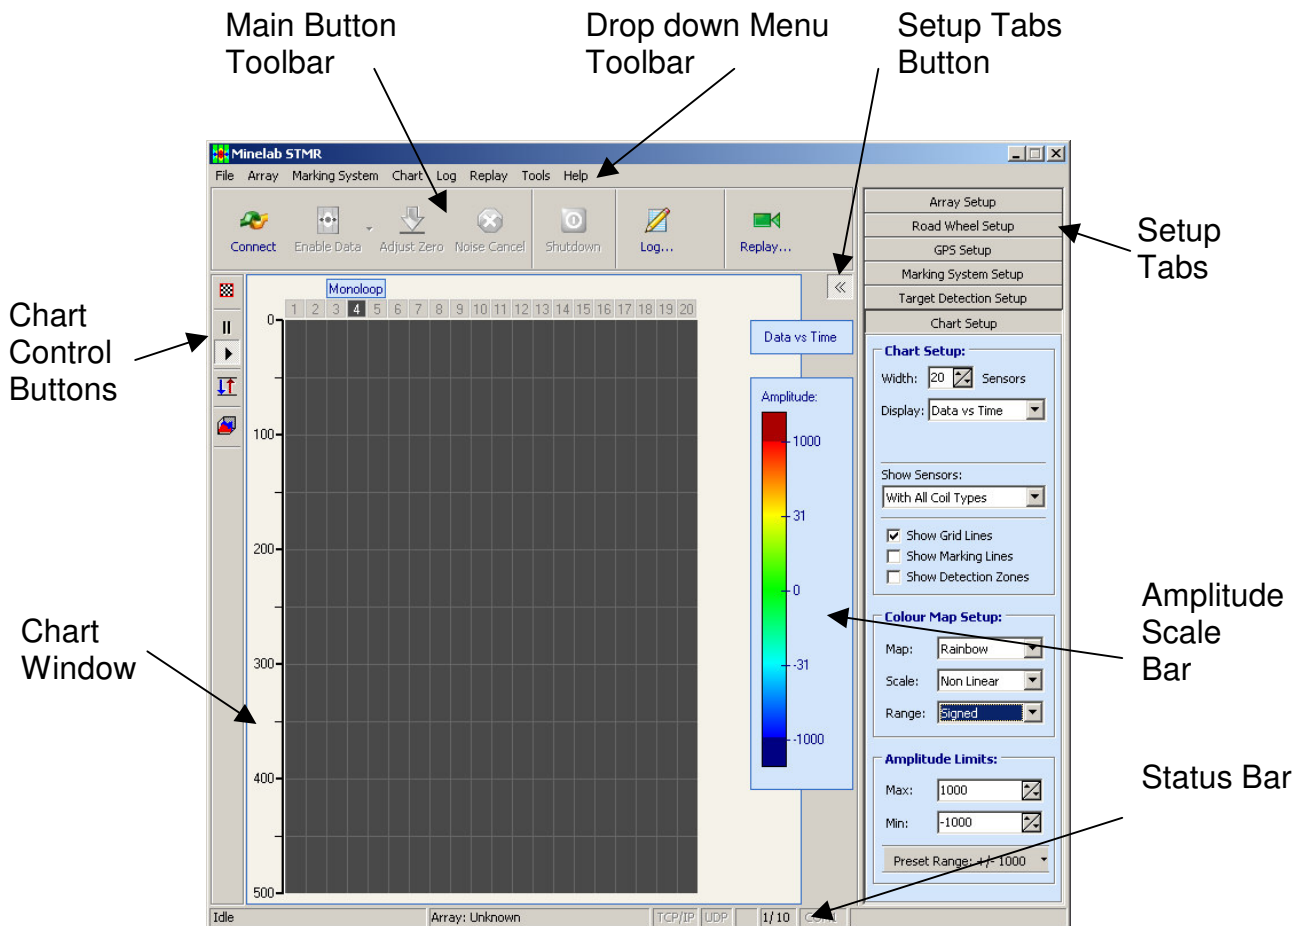 Main Button
Toolbar
Drop down Menu
Toolbar
Setup Tabs
Button
Minelab STMR
File Array Marking System Chart Log Replay Tools Help
Connect Enable Data Adjust Zero Noise Cancel Shutdown Log... Replay...
Array Setup
Road Wheel Setup
GPS Setup
Marking System Setup
Target Detection Setup
Chart Setup
Setup
Tabs
Chart
Control
Buttons
Monoloop
1 2 3 4 5 6 7 8 9 10 11 12 13 14 15 16 17 18 19 20
0
100
200
300
400
500
Chart
Window
Data vs Time
Amplitude:
1000
31
0
-31
-1000
Chart Setup:
Width: 20 Sensors
Display: Data vs Time
Show Sensors:
With All Coil Types
Show Grid Lines
Show Marking Lines
Show Detection Zones
Colour Map Setup:
Map: Rainbow
Scale: Non Linear
Range: Signed
Amplitude Limits:
Max: 1000
Min: -1000
Preset Range: +/- 1000
Amplitude
Scale
Bar
Status Bar
Idle Array: Unknown TCP/IP UDP 1/10